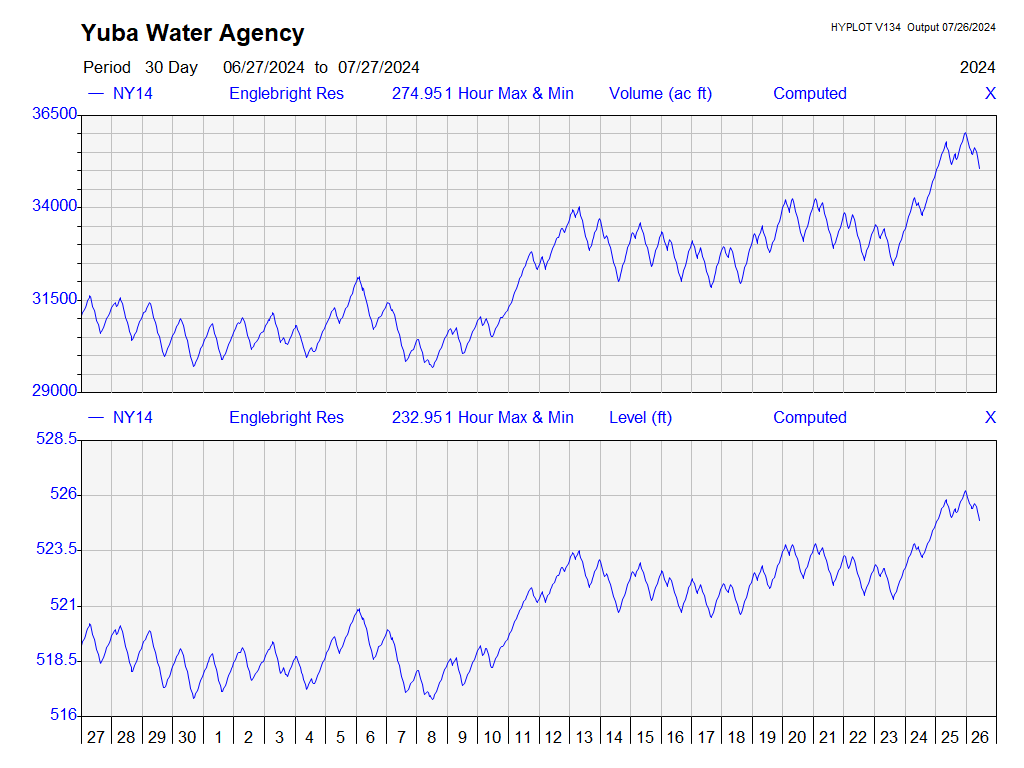 Yuba Water Agency
HYPLOT V134 Output 07/26/2024
Period 30 Day 06/27/2024 to 07/27/2024
2024
— NY14 Englebright Res 274.951 Hour Max & Min Volume (ac ft) Computed X
36500
34000
31500
29000
— NY14 Englebright Res 232.951 Hour Max & Min Level (ft) Computed X
528.5
526
523.5
521
518.5
516
27 28 29 30 1 2 3 4 5 6 7 8 9 10 11 12 13 14 15 16 17 18 19 20 21 22 23 24 25 26